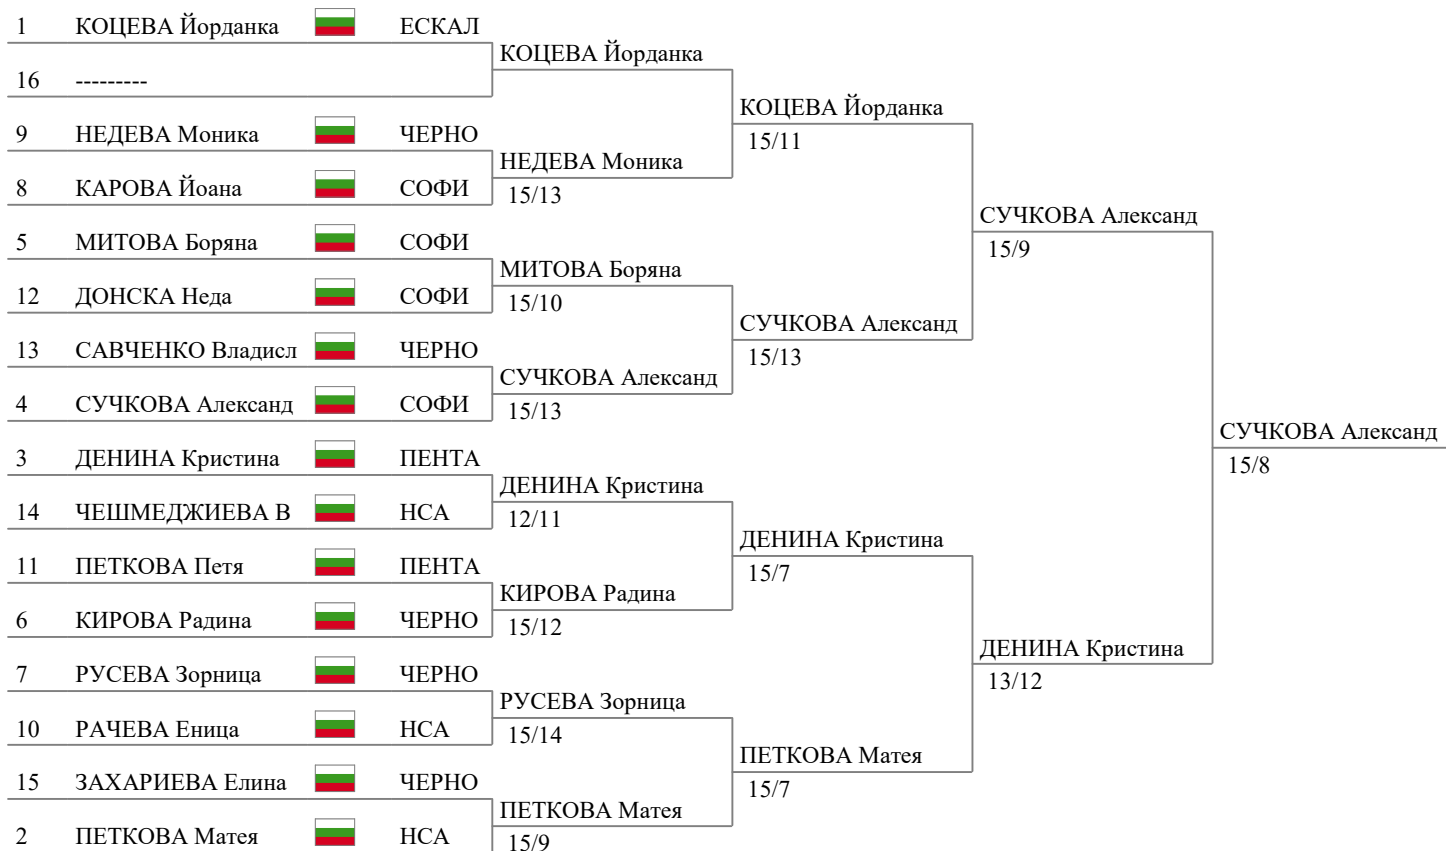 1 КОЦЕВА Йорданка ЕСКАЛ
КОЦЕВА Йорданка
16 ---------
КОЦЕВА Йорданка
9 НЕДЕВА Моника ЧЕРНО
15/11
НЕДЕВА Моника
8 КАРОВА Йоана СОФИ
15/13
СУЧКОВА Александ
5 МИТОВА Боряна СОФИ
15/9
МИТОВА Боряна
12 ДОНСКА Неда СОФИ
15/10
СУЧКОВА Александ
13 САВЧЕНКО Владисл ЧЕРНО
15/13
СУЧКОВА Александ
4 СУЧКОВА Александ СОФИ
15/13
СУЧКОВА Александ
3 ДЕНИНА Кристина ПЕНТА
15/8
ДЕНИНА Кристина
14 ЧЕШМЕДЖИЕВА В НСА
12/11
ДЕНИНА Кристина
11 ПЕТКОВА Петя ПЕНТА
15/7
КИРОВА Радина
6 КИРОВА Радина ЧЕРНО
15/12
ДЕНИНА Кристина
7 РУСЕВА Зорница ЧЕРНО
13/12
РУСЕВА Зорница
10 РАЧЕВА Еница НСА
15/14
ПЕТКОВА Матея
15 ЗАХАРИЕВА Елина ЧЕРНО
15/7
ПЕТКОВА Матея
2 ПЕТКОВА Матея НСА
15/9